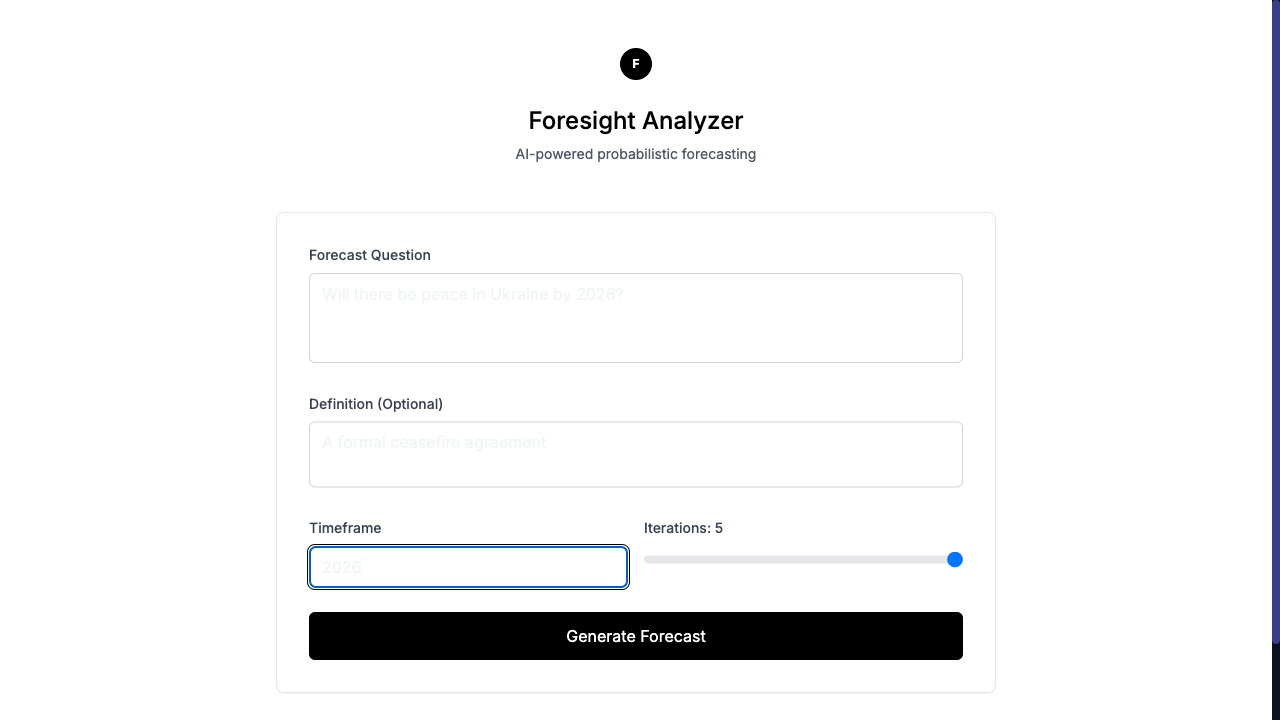 F
Foresight Analyzer
AI-powered probabilistic forecasting
Forecast Question
Will there be peace in Ukraine by 2026?
Definition (Optional)
A formal ceasefire agreement
Timeframe
Iterations: 5
2026
Generate Forecast